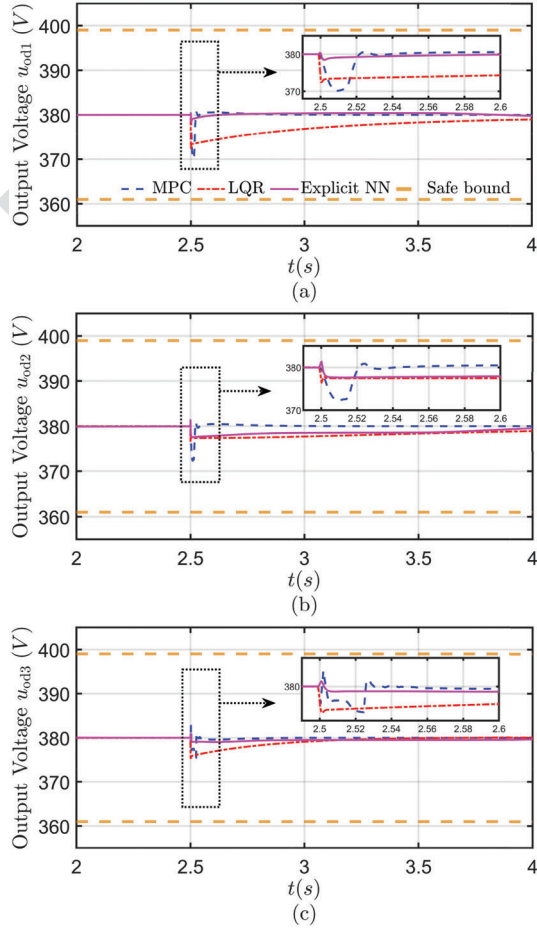 Output Voltage u_od1 (V)
400
390
380
370
360
380
370
2.5 2.52 2.54 2.56 2.58 2.6
MPC LQR Explicit NN Safe bound
2 2.5 3 3.5 4
t(s)
(a)
Output Voltage u_od2 (V)
400
390
380
370
360
380
370
2.5 2.52 2.54 2.56 2.58 2.6
2 2.5 3 3.5 4
t(s)
(b)
Output Voltage u_od3 (V)
400
390
380
370
360
380
2.5 2.52 2.54 2.56 2.58 2.6
2 2.5 3 3.5 4
t(s)
(c)